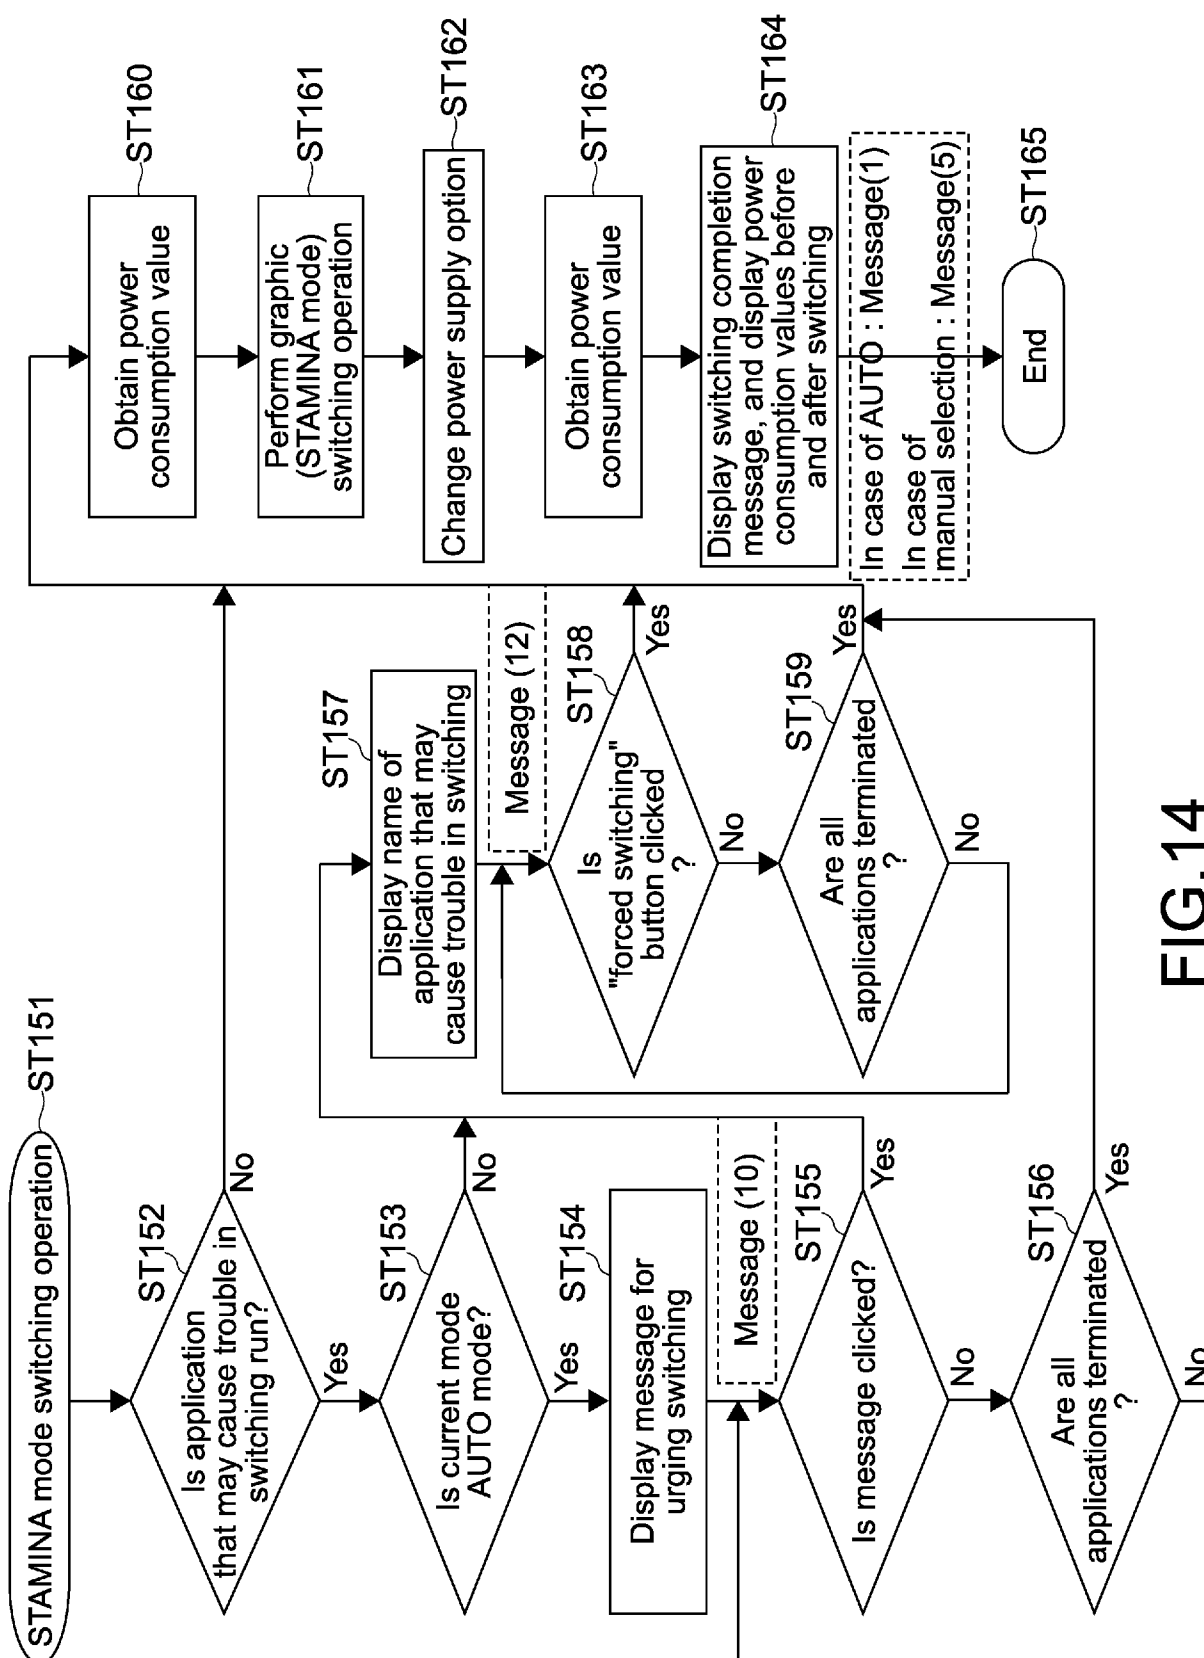 STAMINA mode switching operation
ST151
Is application
that may cause trouble in
switching run?
ST152
No
Yes
Is current mode
AUTO mode?
ST153
No
Yes
Display message for
urging switching
ST154
Message (10)
Is message clicked?
ST155
Yes
No
Are all
applications terminated
?
ST156
Yes
No
Display name of
application that may
cause trouble in switching
ST157
Message (12)
Is
"forced switching"
button clicked
?
ST158
Yes
No
Are all
applications terminated
?
ST159
Yes
No
Obtain power
consumption value
ST160
Perform graphic
(STAMINA mode)
switching operation
ST161
Change power supply option
ST162
Obtain power
consumption value
ST163
Display switching completion
message, and display power
consumption values before
and after switching
ST164
In case of AUTO : Message(1)
In case of
manual selection : Message(5)
End
ST165
FIG.14